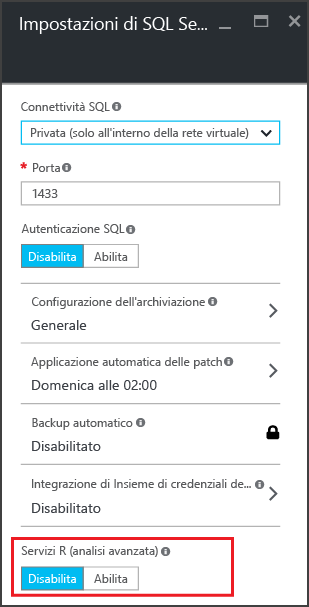 Impostazioni di SQL Se...
Connettività SQL
Privata (solo all'interno della rete virtuale)
* Porta
1433
Autenticazione SQL
Disabilita Abilita
Configurazione dell'archiviazione
Generale
Applicazione automatica delle patch
Domenica alle 02:00
Backup automatico
Disabilitato
Integrazione di Insieme di credenziali de...
Disabilitato
Servizi R (analisi avanzata)
Disabilita Abilita